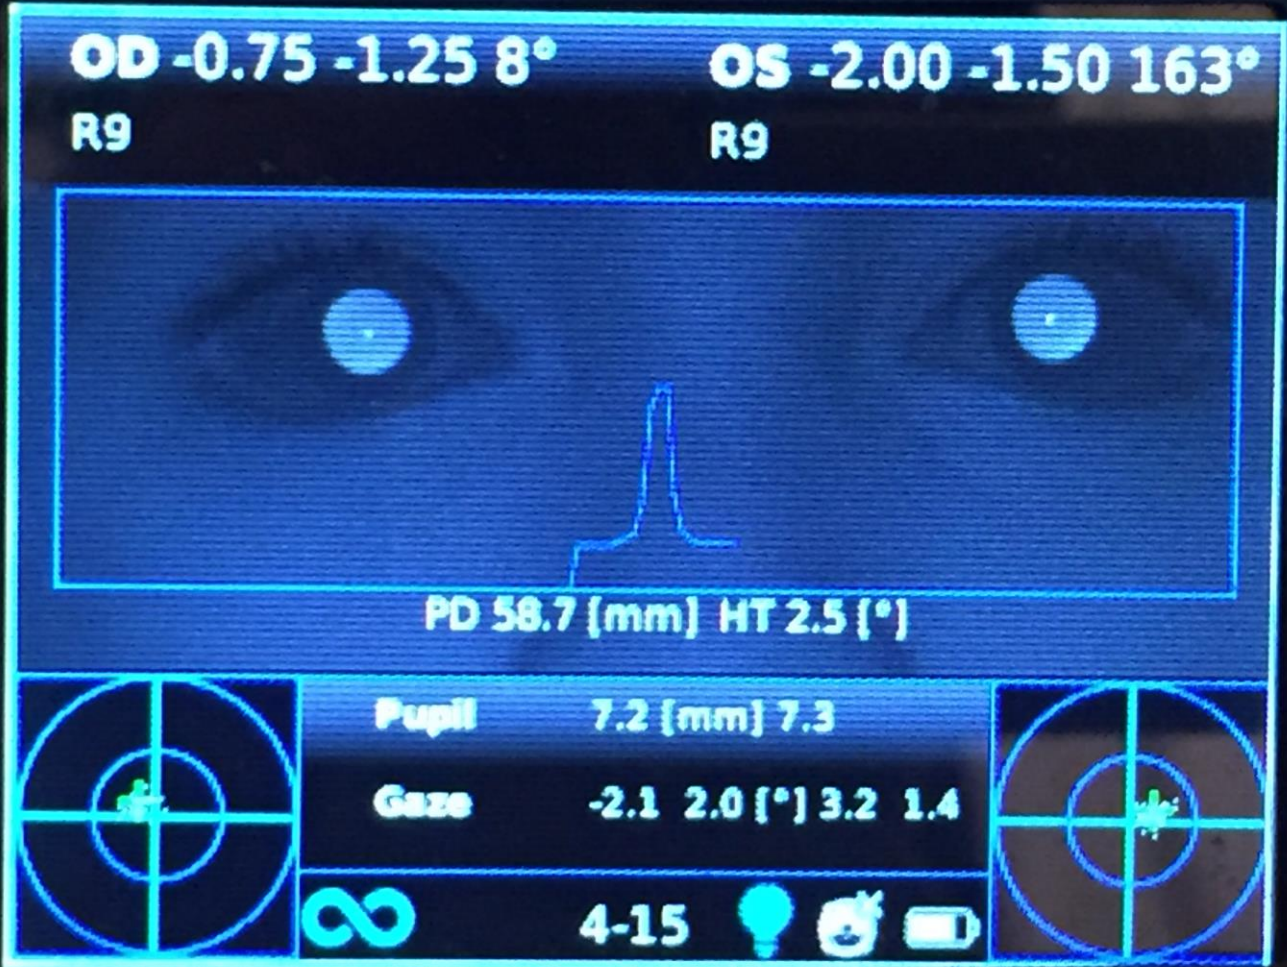 OD -0.75 -1.25 8° OS -2.00 -1.50 163°
R9 R9
PD 58.7 [mm] HT 2.5 [°]
Pupil 7.2 [mm] 7.3
Gaze -2.1 2.0 [°] 3.2 1.4
4-15